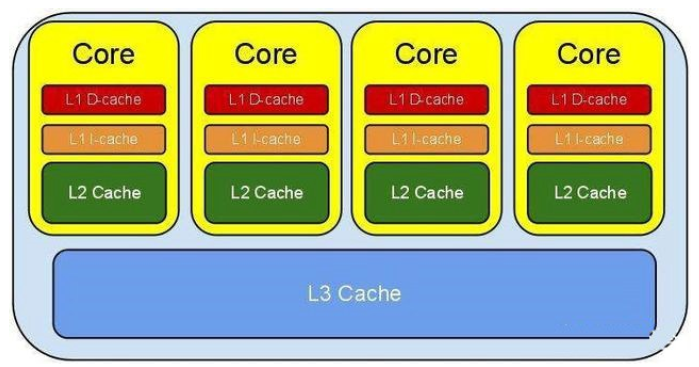 Core Core Core Core
L1 D-cache L1 D-cache L1 D-cache L1 D-cache
L1 I-cache L1 I-cache L1 I-cache L1 I-cache
L2 Cache L2 Cache L2 Cache L2 Cache
L3 Cache